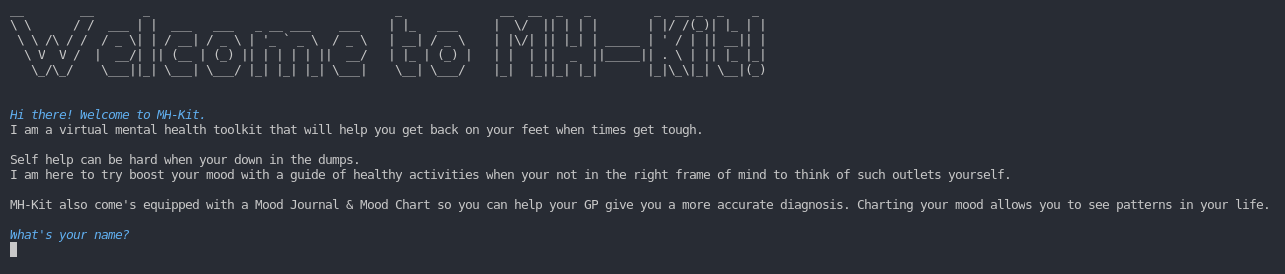 Welcome to MH-Kit!
Hi there! Welcome to MH-Kit.
I am a virtual mental health toolkit that will help you get back on your feet when times get tough.
Self help can be hard when your down in the dumps.
I am here to try boost your mood with a guide of healthy activities when your not in the right frame of mind to think of such outlets yourself.
MH-Kit also come's equipped with a Mood Journal & Mood Chart so you can help your GP give you a more accurate diagnosis. Charting your mood allows you to see patterns in your life.
What's your name?